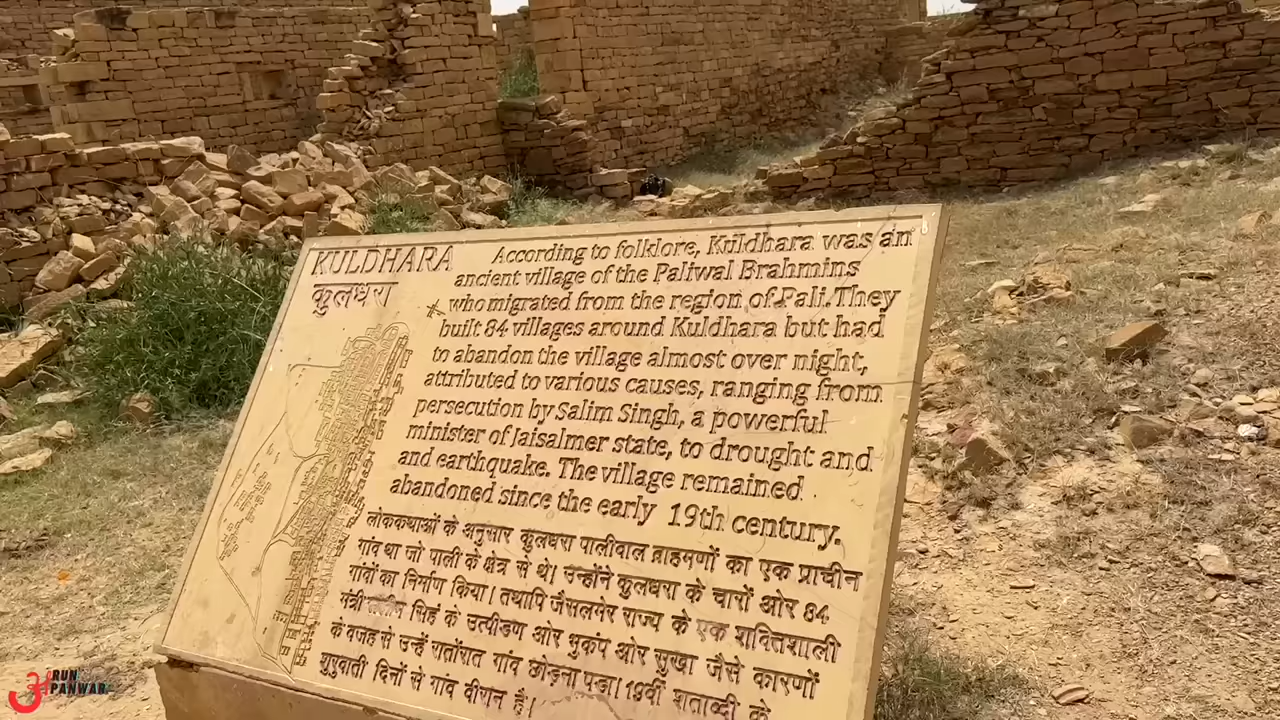 KULDHARA
कुलधरा
According to folklore, Kuldhara was an
ancient village of the Paliwal Brahmins
who migrated from the region of Pali. They
built 84 villages around Kuldhara but had
to abandon the village almost over night,
attributed to various causes, ranging from
persecution by Salim Singh, a powerful
minister of Jaisalmer state, to drought and
and earthquake. The village remained
abandoned since the early 19th century.
लोककथाओं के अनुसार कुलधरा पालीवाल ब्राहमणों का एक प्राचीन
गांव था जो पाली के क्षेत्र से थे। उन्होंने कुलधरा के चारों ओर 84
गांवों का निर्माण किया। तथापि जैसलमेर राज्य के एक शक्तिशाली
मंत्री सालीम सिहं के उत्पीडण ओर भुकंप ओर सुखा जैसे कारणों
के वजह से उन्हें रातोंरात गांव छोड़ना पड़ा। 19वीं शताब्दी के
शुरुवाती दिनों से गांव वीरान है।
RUN
PANWAR